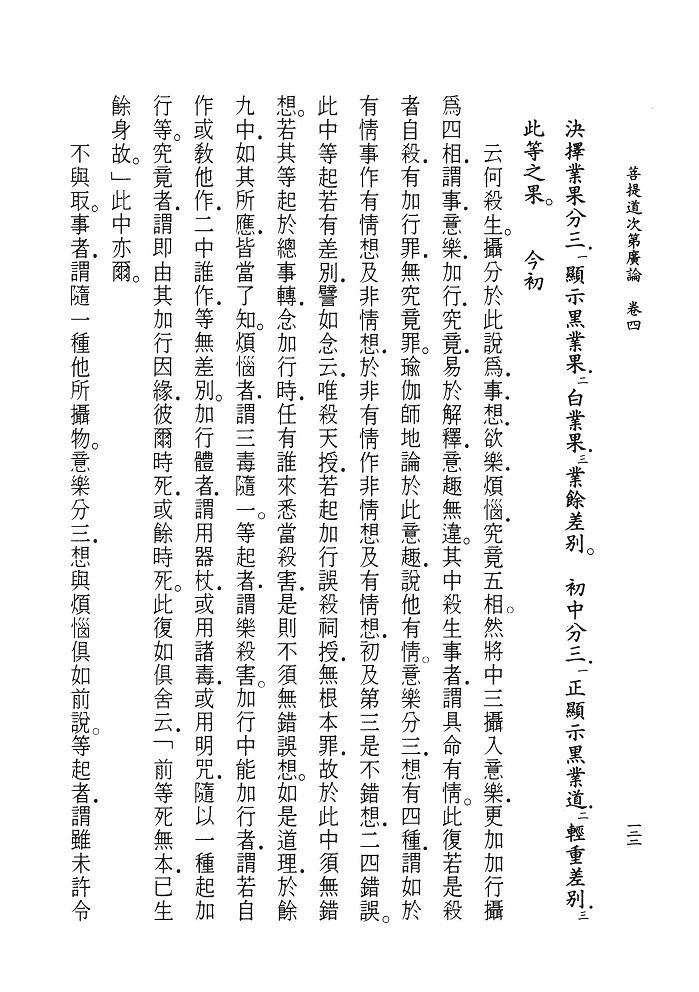 菩提道次第廣論　卷四
決擇業果分三．一顯示黑業果．二白業果．三業餘差別。　初中分三．一正顯示黑業道．二輕重差別．三
此等之果。　今初
云何殺生。攝分於此說爲．事．想．欲樂．煩惱．究竟五相。然將中三攝入意樂．更加加行攝
爲四相．謂事．意樂．加行．究竟．易於解釋．意趣無違。其中殺生事者．謂具命有情。此復若是殺
者自殺．有加行罪．無究竟罪。瑜伽師地論於此意趣．說他有情。意樂分三．想有四種．謂如於
有情事作有情想及非情想．於非有情作非情想及有情想．初及第三是不錯想．二四錯誤。
此中等起若有差別．譬如念云．唯殺天授．若起加行誤殺祠授．無根本罪．故於此中須無錯
想。若其等起於總事轉．念加行時．任有誰來悉當殺害．是則不須無錯誤想。如是道理．於餘
九中．如其所應．皆當了知。煩惱者．謂三毒隨一。等起者．謂樂殺害。加行中能加行者．謂若自
作或教他作．二中誰作．等無差別。加行體者．謂用器杖．或用諸毒．或用明咒．隨以一種起加
行等。究竟者．謂即由其加行因緣．彼爾時死．或餘時死。此復如俱舍云．「前等死無本．已生
餘身故。」此中亦爾。
不與取。事者．謂隨一種他所攝物。意樂分三．想與煩惱俱如前說。等起者．謂雖未許令
一二二